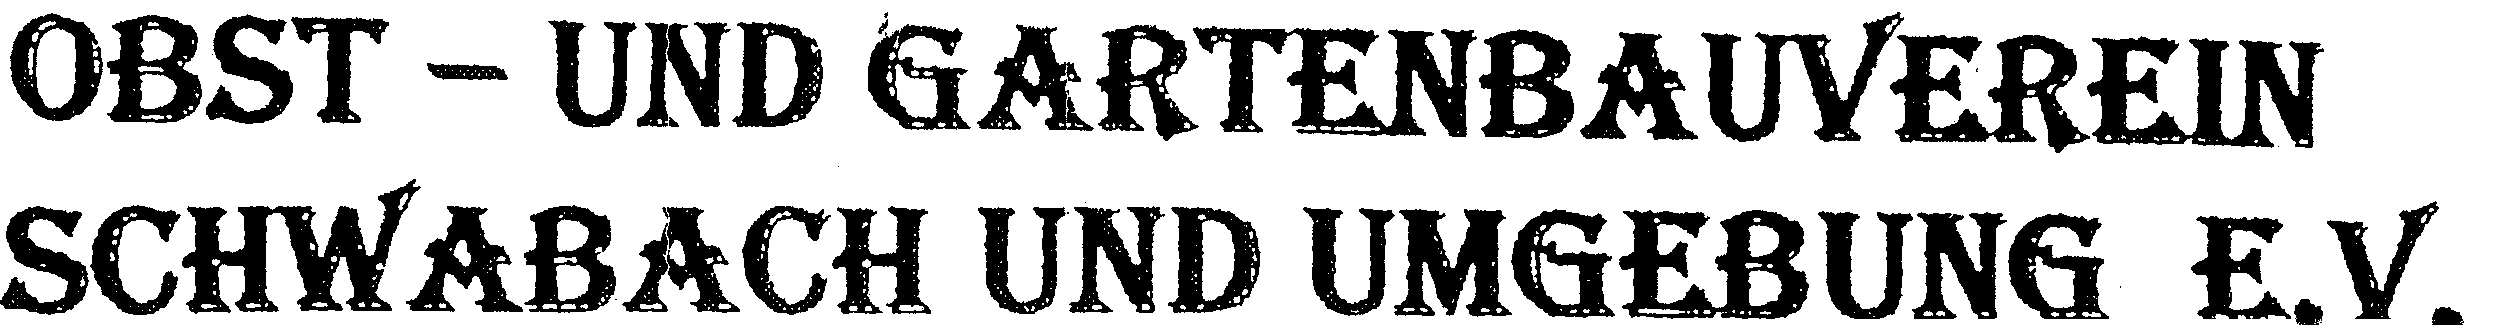 OBST - UND GARTENBAUVEREIN
SCHWABACH UND UMGEBUNG E.V.